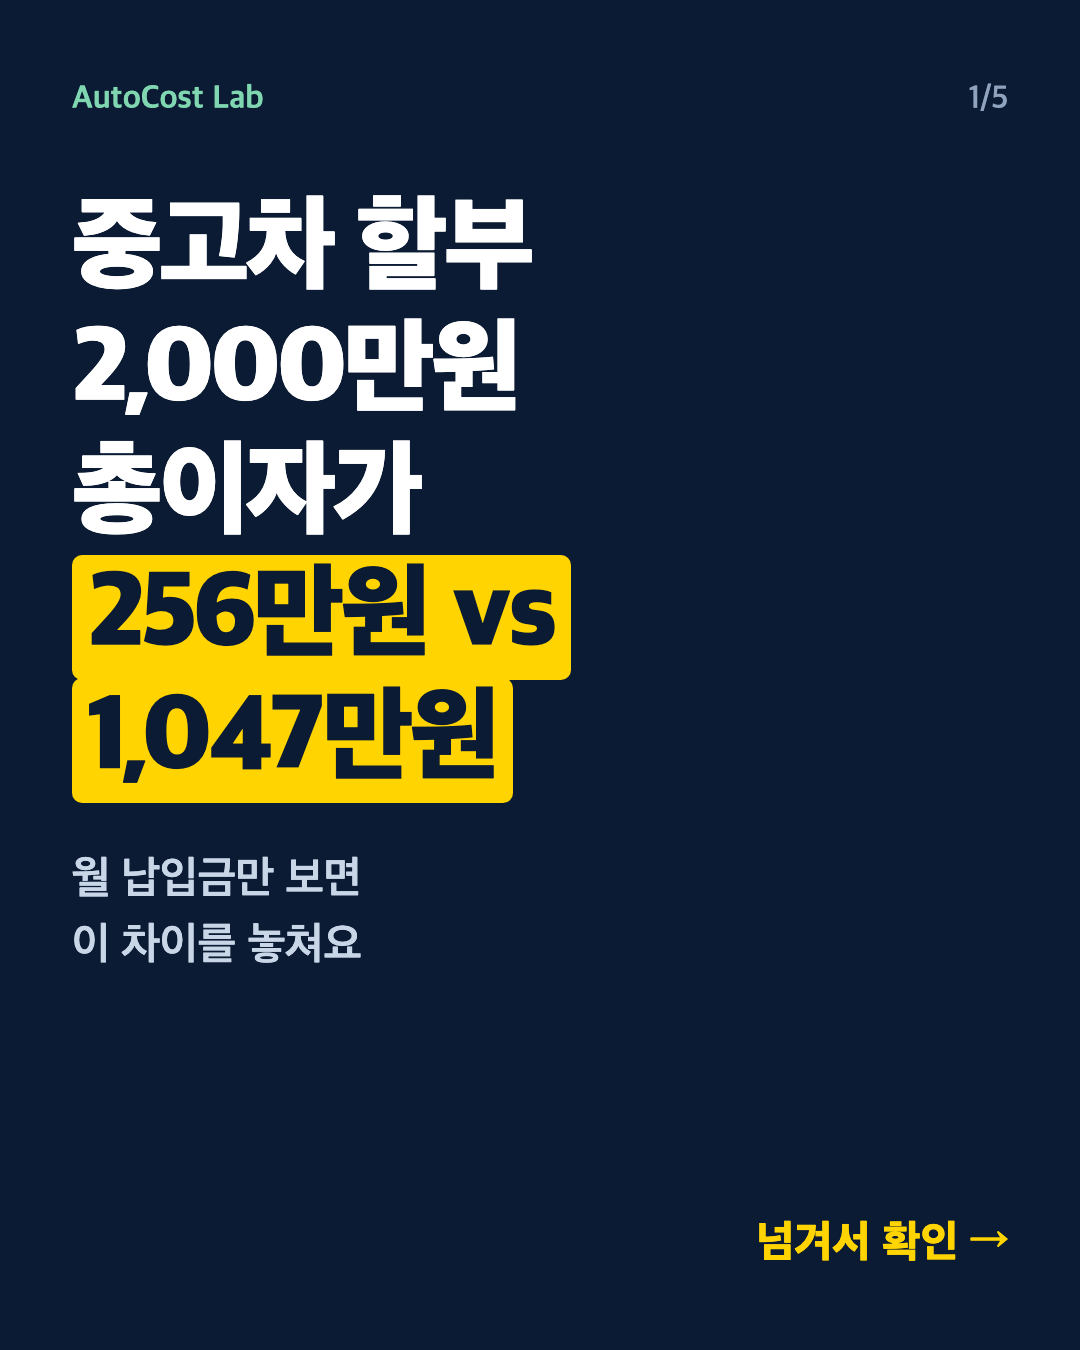 AutoCost Lab
1/5
중고차 할부
2,000만원
총이자가
256만원 vs
1,047만원
월 납입금만 보면
이 차이를 놓쳐요
넘겨서 확인 →